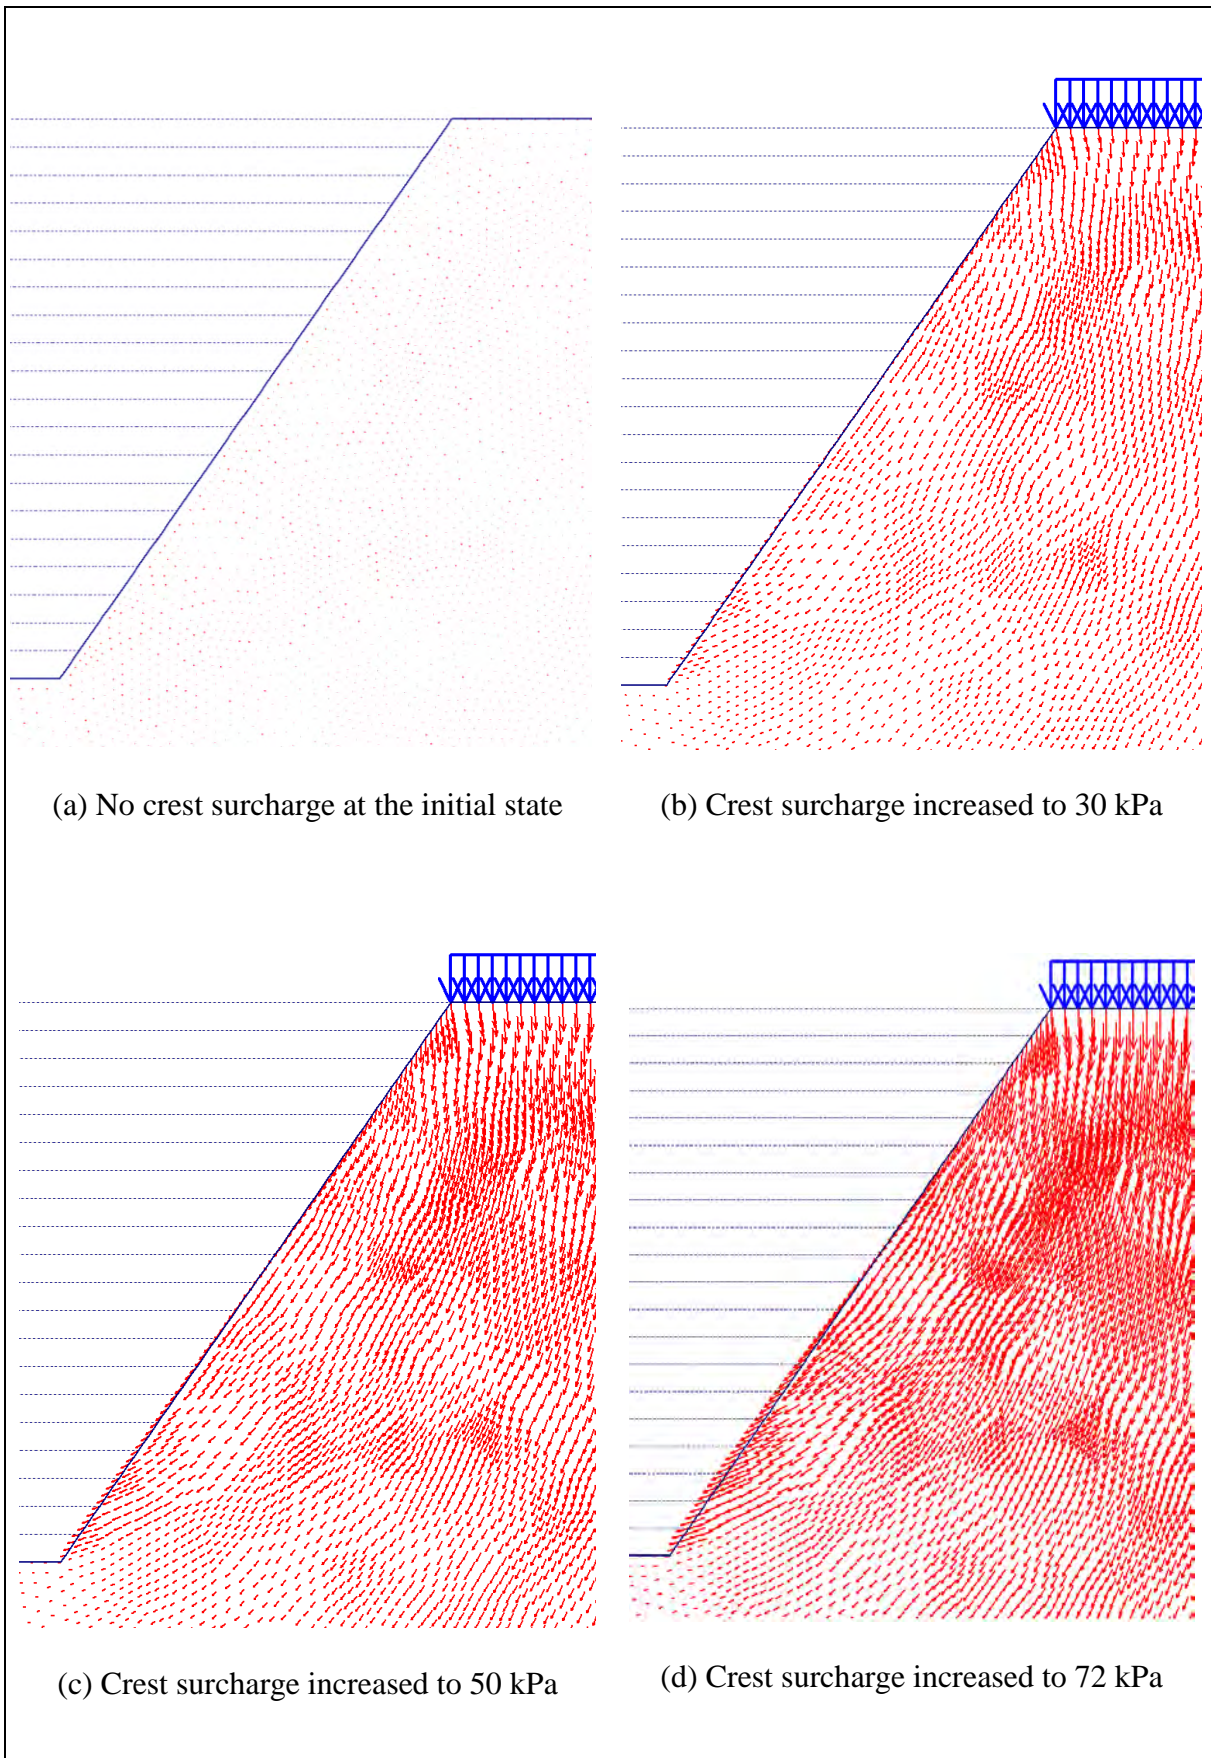 (a) No crest surcharge at the initial state
(b) Crest surcharge increased to 30 kPa
(c) Crest surcharge increased to 50 kPa
(d) Crest surcharge increased to 72 kPa